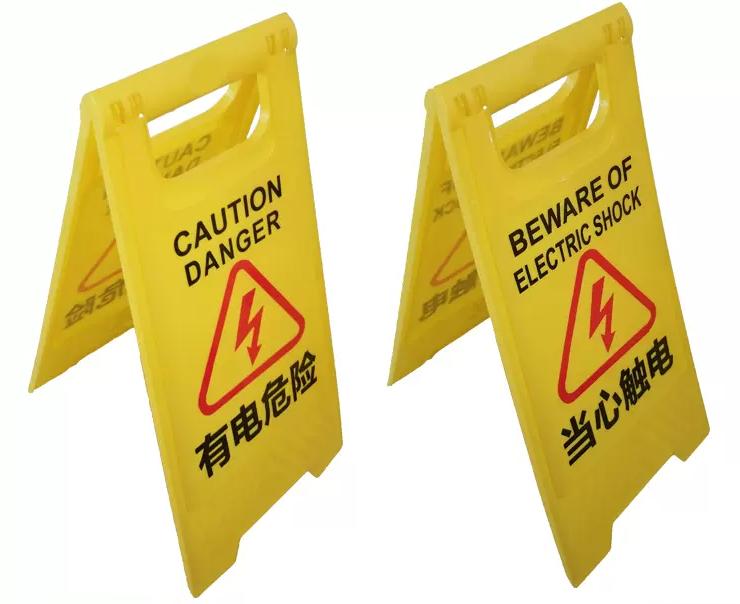 CAUTION
DANGER
有电危险
BEWARE OF
ELECTRIC SHOCK
当心触电